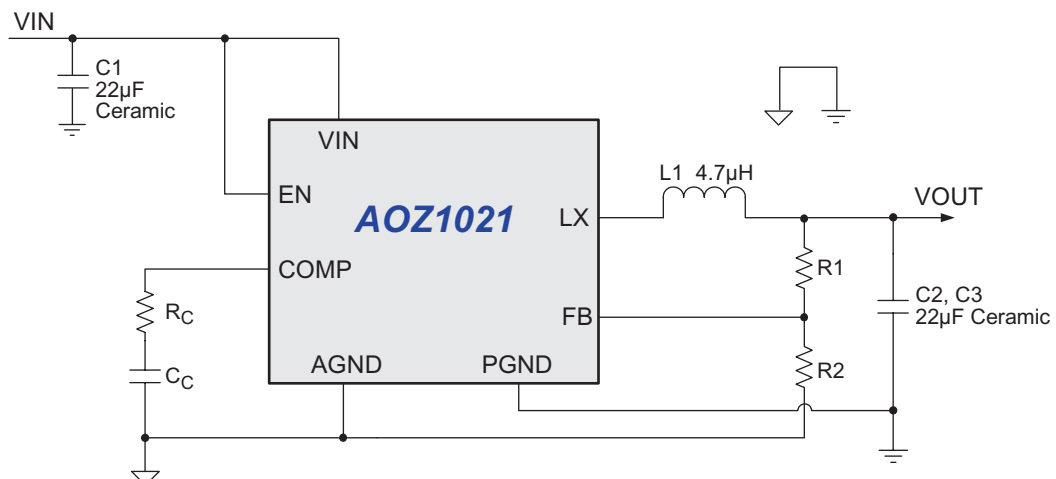 VIN
C1
22µF
Ceramic
VIN
EN
AOZ1021
LX
L1 4.7µH
VOUT
COMP
R1
C2, C3
22µF Ceramic
RC
FB
CC
AGND
PGND
R2